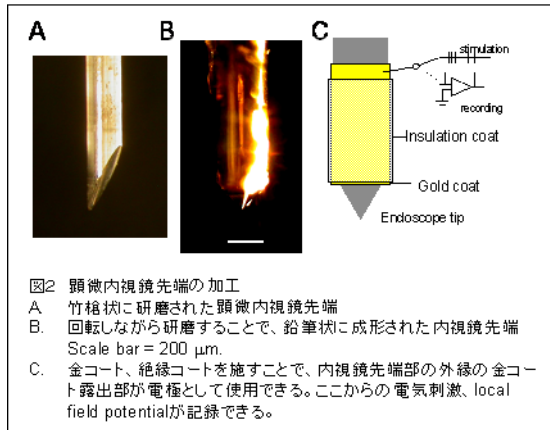 A
B
C
stimulation
recording
Insulation coat
Gold coat
Endoscope tip
図2 顕微内視鏡先端の加工
A 竹槍状に研磨された顕微内視鏡先端
B. 回転しながら研磨することで、鉛筆状に成形された内視鏡先端
Scale bar = 200 μm.
C. 金コート、絶縁コートを施すことで、内視鏡先端部の外縁の金コー
ト露出部が電極として使用できる。ここからの電気刺激、local
field potentialが記録できる。